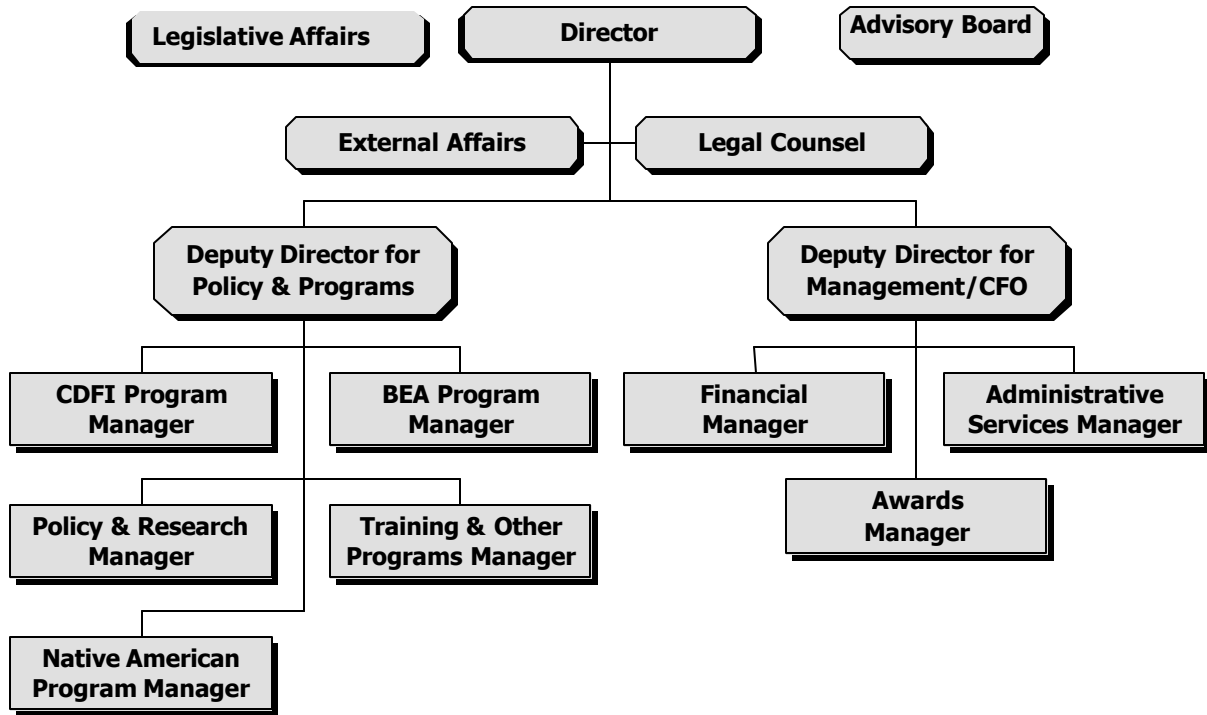 Legislative Affairs
Director
Advisory Board
External Affairs
Legal Counsel
Deputy Director for
Policy & Programs
Deputy Director for
Management/CFO
CDFI Program
Manager
BEA Program
Manager
Financial
Manager
Administrative
Services Manager
Policy & Research
Manager
Training & Other
Programs Manager
Awards
Manager
Native American
Program Manager